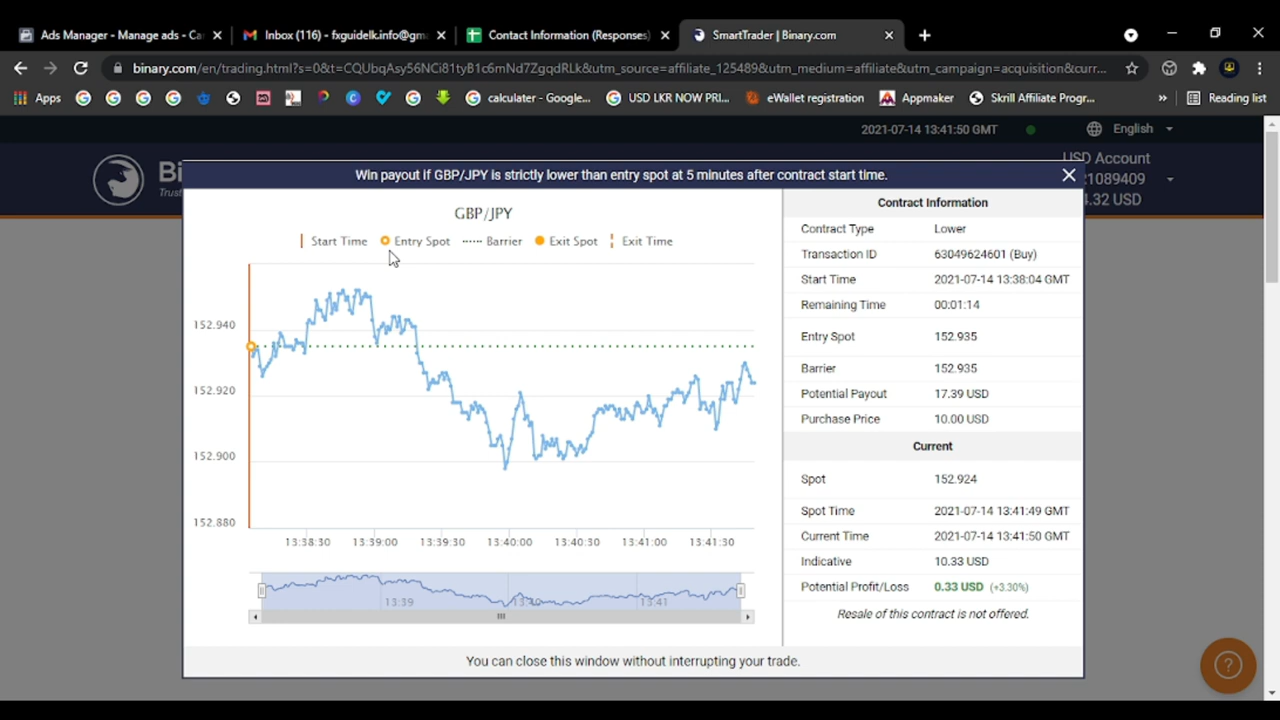 Ads Manager - Manage ads - Ca
Inbox (116) - fxguidelk.info@gm
Contact Information (Responses)
SmartTrader | Binary.com
binary.com/en/trading.html?s=0&t=CQUbqAsy56NCi81tyB1c6mNd7ZgqdRLk&utm_source=affiliate_125489&utm_medium=affiliate&utm_campaign=acquisition&curr...
Apps
calculater - Google...
USD LKR NOW PRI...
eWallet registration
Appmaker
Skrill Affiliate Progr...
»
Reading list
2021-07-14 13:41:50 GMT
English
Bi
Trust
USD Account
1089409
.32 USD
Win payout if GBP/JPY is strictly lower than entry spot at 5 minutes after contract start time.
GBP/JPY
Start Time Entry Spot Barrier Exit Spot Exit Time
152.940
152.920
152.900
152.880
13:38:30 13:39:00 13:39:30 13:40:00 13:40:30 13:41:00 13:41:30
13:39 13:40 13:41
Contract Information
Contract Type Lower
Transaction ID 63049624601 (Buy)
Start Time 2021-07-14 13:38:04 GMT
Remaining Time 00:01:14
Entry Spot 152.935
Barrier 152.935
Potential Payout 17.39 USD
Purchase Price 10.00 USD
Current
Spot 152.924
Spot Time 2021-07-14 13:41:49 GMT
Current Time 2021-07-14 13:41:50 GMT
Indicative 10.33 USD
Potential Profit/Loss 0.33 USD (+3.30%)
Resale of this contract is not offered.
You can close this window without interrupting your trade.